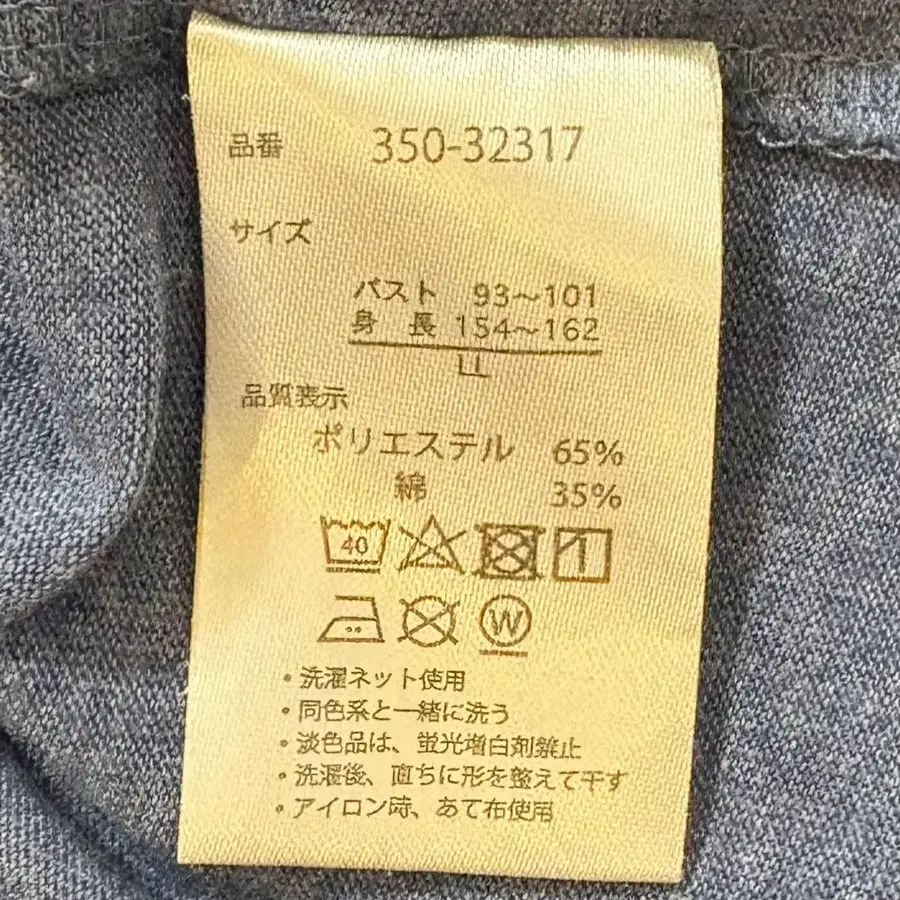 品番 350-32317
サイズ
バスト 93〜101
身長 154〜162
LL
品質表示
ポリエステル 65%
綿 35%
40
W
・洗濯ネット使用
・同色系と一緒に洗う
・淡色品は、蛍光増白剤禁止
・洗濯後、直ちに形を整えて干す
・アイロン時、あて布使用